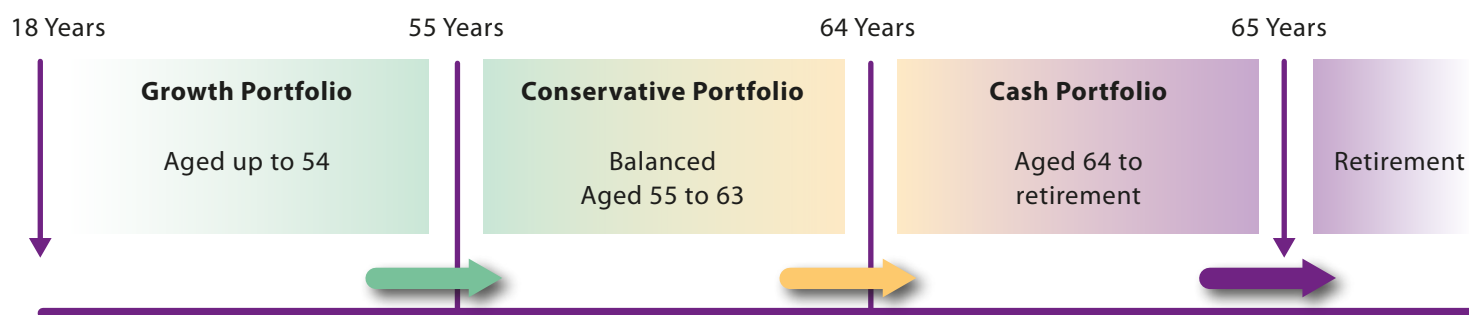 18 Years
55 Years
64 Years
65 Years
Growth Portfolio
Aged up to 54
Conservative Portfolio
Balanced
Aged 55 to 63
Cash Portfolio
Aged 64 to
retirement
Retirement